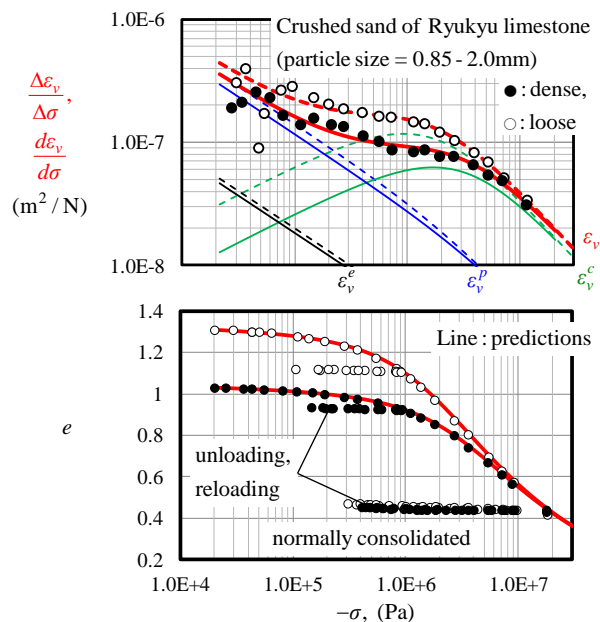 1.0E-6
Crushed sand of Ryukyu limestone
(particle size = 0.85 - 2.0mm)
● : dense,
○ : loose
Δε_v/Δσ,
dε_v/dσ
(m² / N)
1.0E-7
1.0E-8
ε_v^e
ε_v^p
ε_v
ε_v^c
1.4
Line : predictions
1.2
1
e
0.8
unloading,
reloading
0.6
0.4
normally consolidated
0.2
1.0E+4 1.0E+5 1.0E+6 1.0E+7
−σ, (Pa)